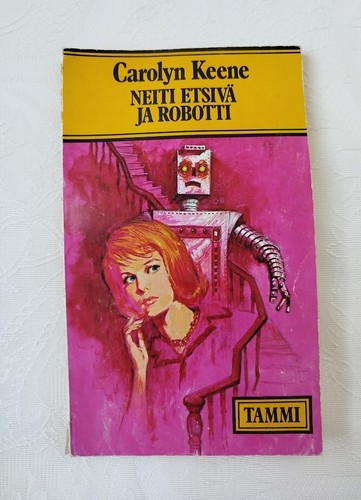 Carolyn Keene
NEITI ETSIVÄ
JA ROBOTTI
TAMMI